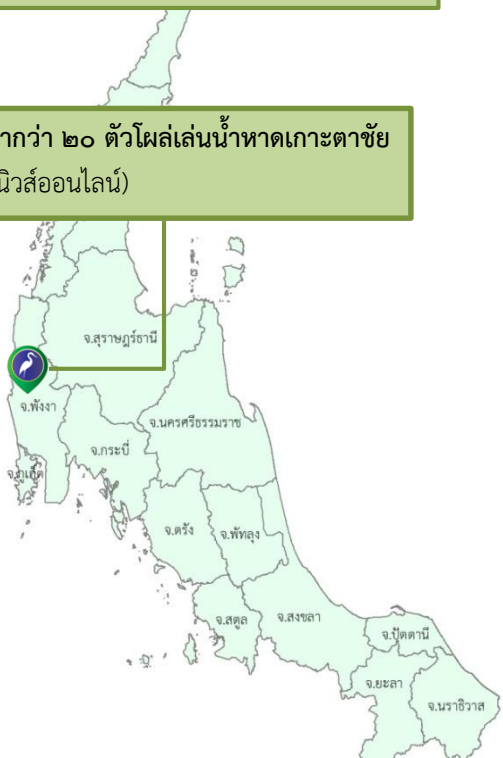 ากว่า ๒๐ ตัวโผล่เล่นน้ำหาดเกาะตาชัย
นิวส์ออนไลน์)
จ.สุราษฎร์ธานี
จ.พังงา
จ.นครศรีธรรมราช
จ.กระบี่
จ.ภูเก็ต
จ.ตรัง
จ.พัทลุง
จ.สตูล
จ.สงขลา
จ.ปัตตานี
จ.ยะลา
จ.นราธิวาส